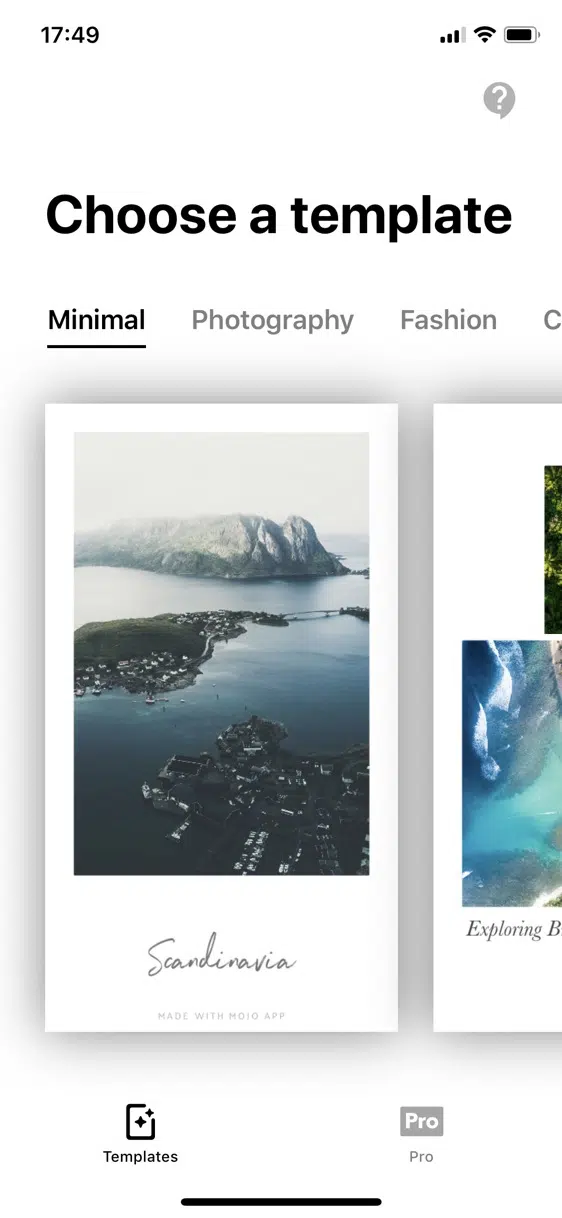 17:49
Choose a template
Minimal Photography Fashion C
Scandinavia
MADE WITH MOJO APP
Exploring B
Pro
Templates Pro